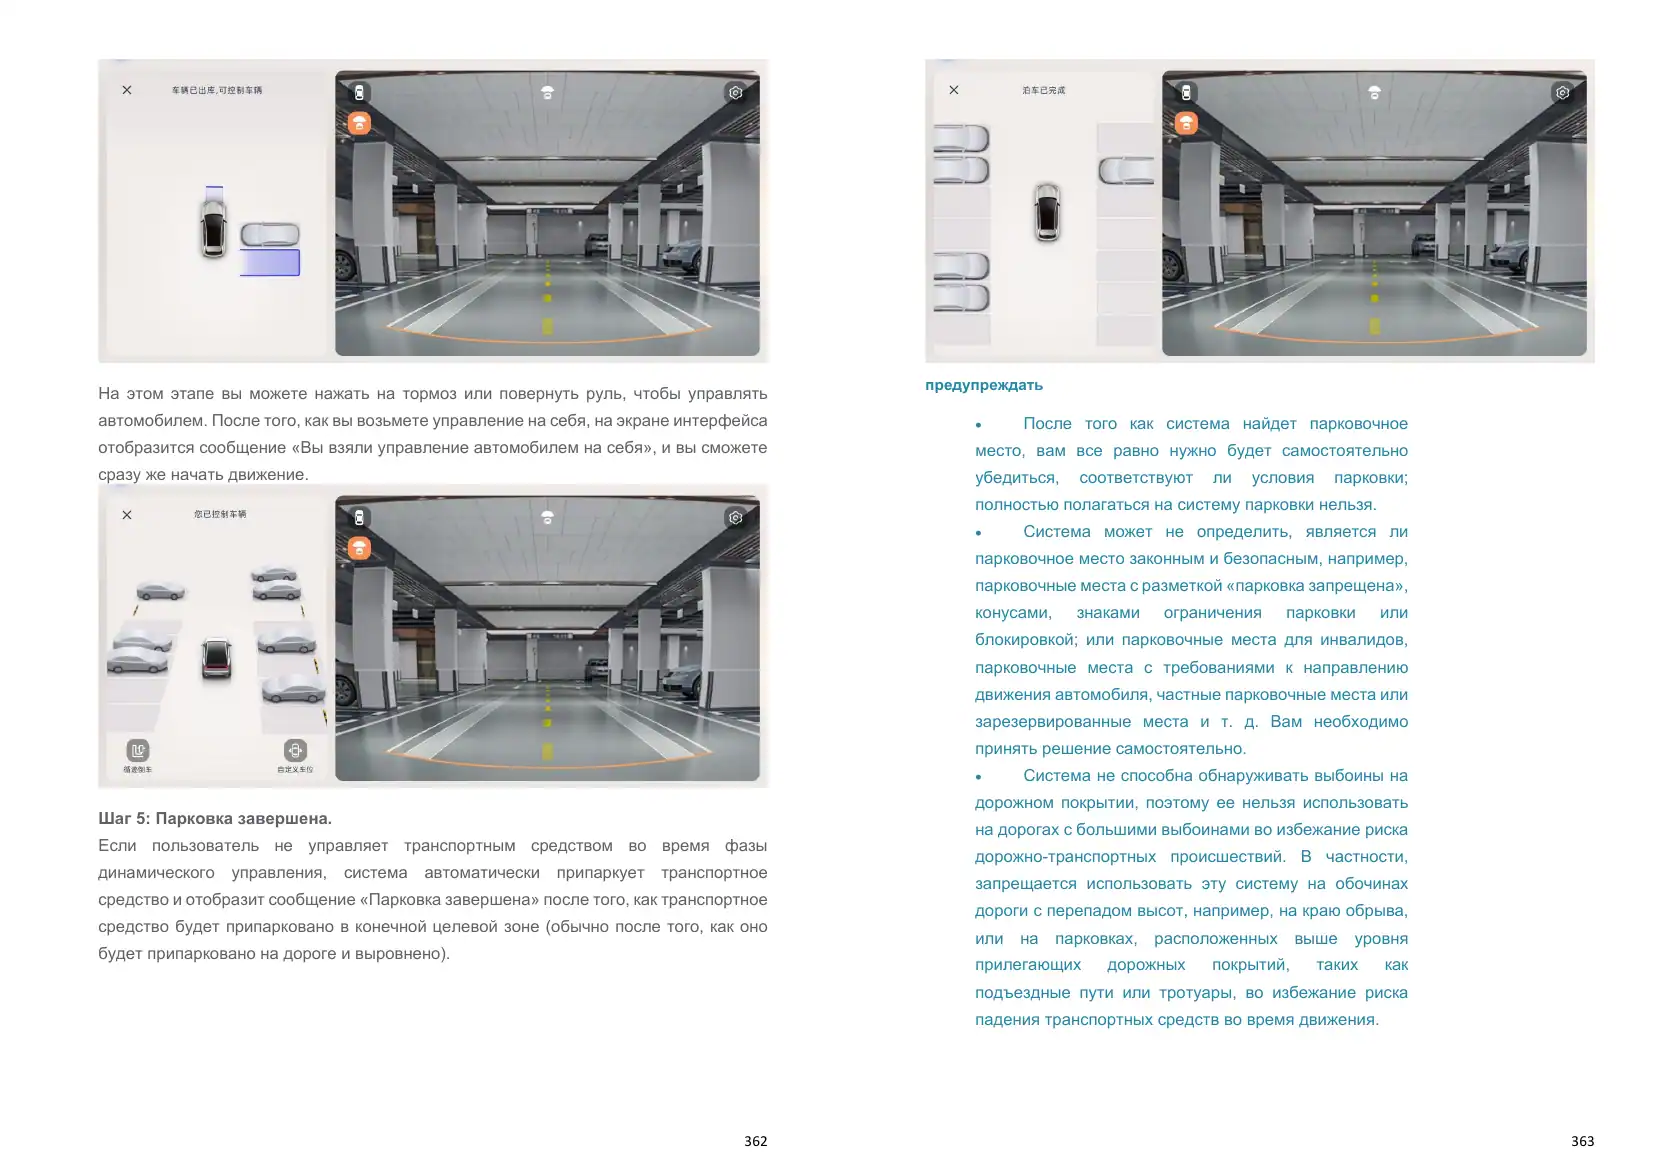 车辆已出库,可控制车辆
На этом этапе вы можете нажать на тормоз или повернуть руль, чтобы управлять
автомобилем. После того, как вы возьмете управление на себя, на экране интерфейса
отобразится сообщение «Вы взяли управление автомобилем на себя», и вы сможете
сразу же начать движение.
您已控制车辆
循迹倒车
自定义车位
Шаг 5: Парковка завершена.
Если пользователь не управляет транспортным средством во время фазы
динамического управления, система автоматически припаркует транспортное
средство и отобразит сообщение «Парковка завершена» после того, как транспортное
средство будет припарковано в конечной целевой зоне (обычно после того, как оно
будет припарковано на дороге и выровнено).
362
泊车已完成
предупреждать
• После того как система найдет парковочное
место, вам все равно нужно будет самостоятельно
убедиться, соответствуют ли условия парковки;
полностью полагаться на систему парковки нельзя.
• Система может не определить, является ли
парковочное место законным и безопасным, например,
парковочные места с разметкой «парковка запрещена»,
конусами, знаками ограничения парковки или
блокировкой; или парковочные места для инвалидов,
парковочные места с требованиями к направлению
движения автомобиля, частные парковочные места или
зарезервированные места и т. д. Вам необходимо
принять решение самостоятельно.
• Система не способна обнаруживать выбоины на
дорожном покрытии, поэтому ее нельзя использовать
на дорогах с большими выбоинами во избежание риска
дорожно-транспортных происшествий. В частности,
запрещается использовать эту систему на обочинах
дороги с перепадом высот, например, на краю обрыва,
или на парковках, расположенных выше уровня
прилегающих дорожных покрытий, таких как
подъездные пути или тротуары, во избежание риска
падения транспортных средств во время движения.
363